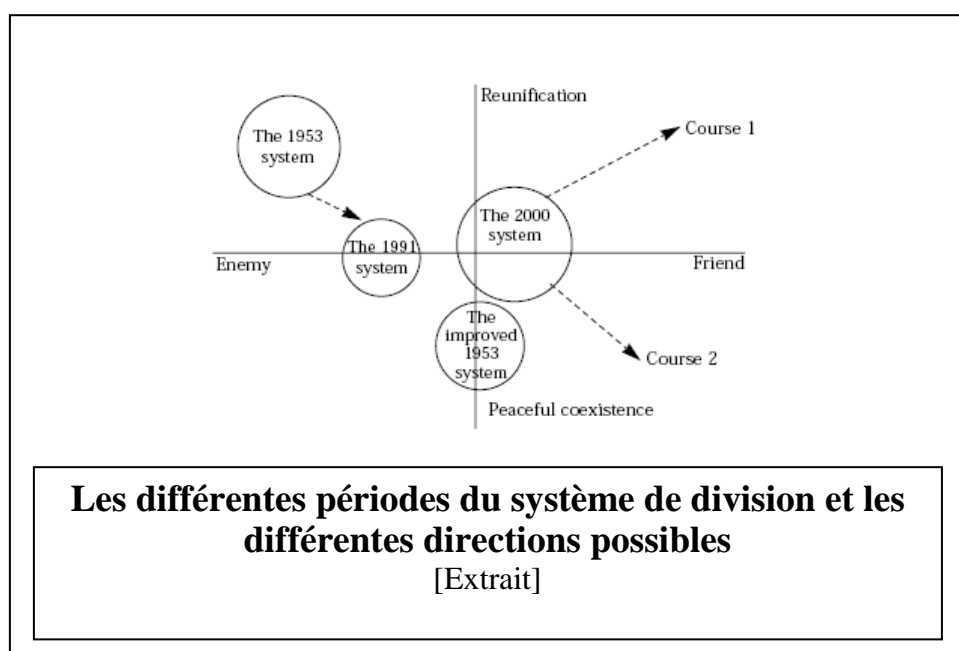 Reunification
The 1953
system
Course 1
The 2000
system
The 1991
system
Enemy
Friend
The
improved
1953
system
Course 2
Peaceful coexistence
Les différentes périodes du système de division et les
différentes directions possibles
[Extrait]